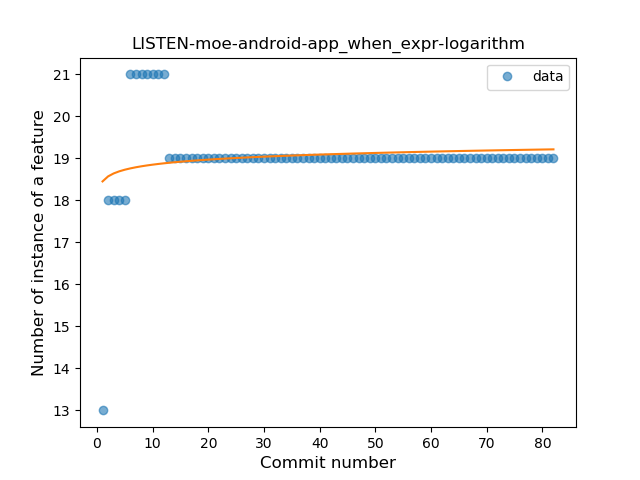 LISTEN-moe-android-app_when_expr-logarithm
data
Number of instance of a feature
21
20
19
18
17
16
15
14
13
0 10 20 30 40 50 60 70 80
Commit number